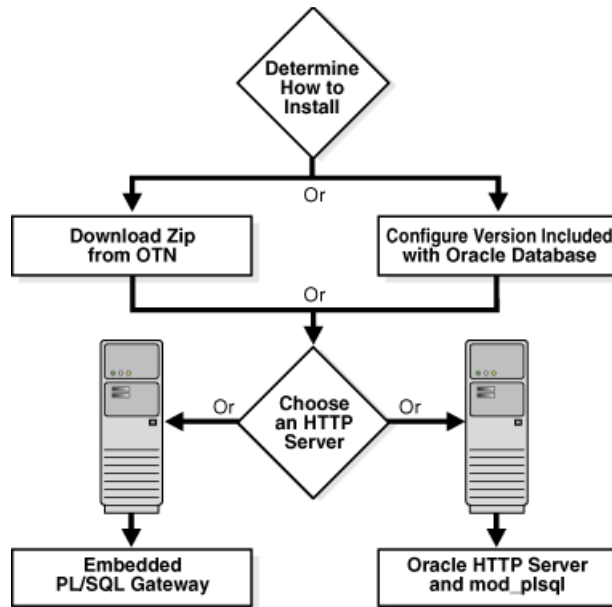 Determine
How to
Install
Or
Download Zip
from OTN
Configure Version Included
with Oracle Database
Or
Or
Choose
an HTTP
Server
Or
Embedded
PL/SQL Gateway
Oracle HTTP Server
and mod_plsql